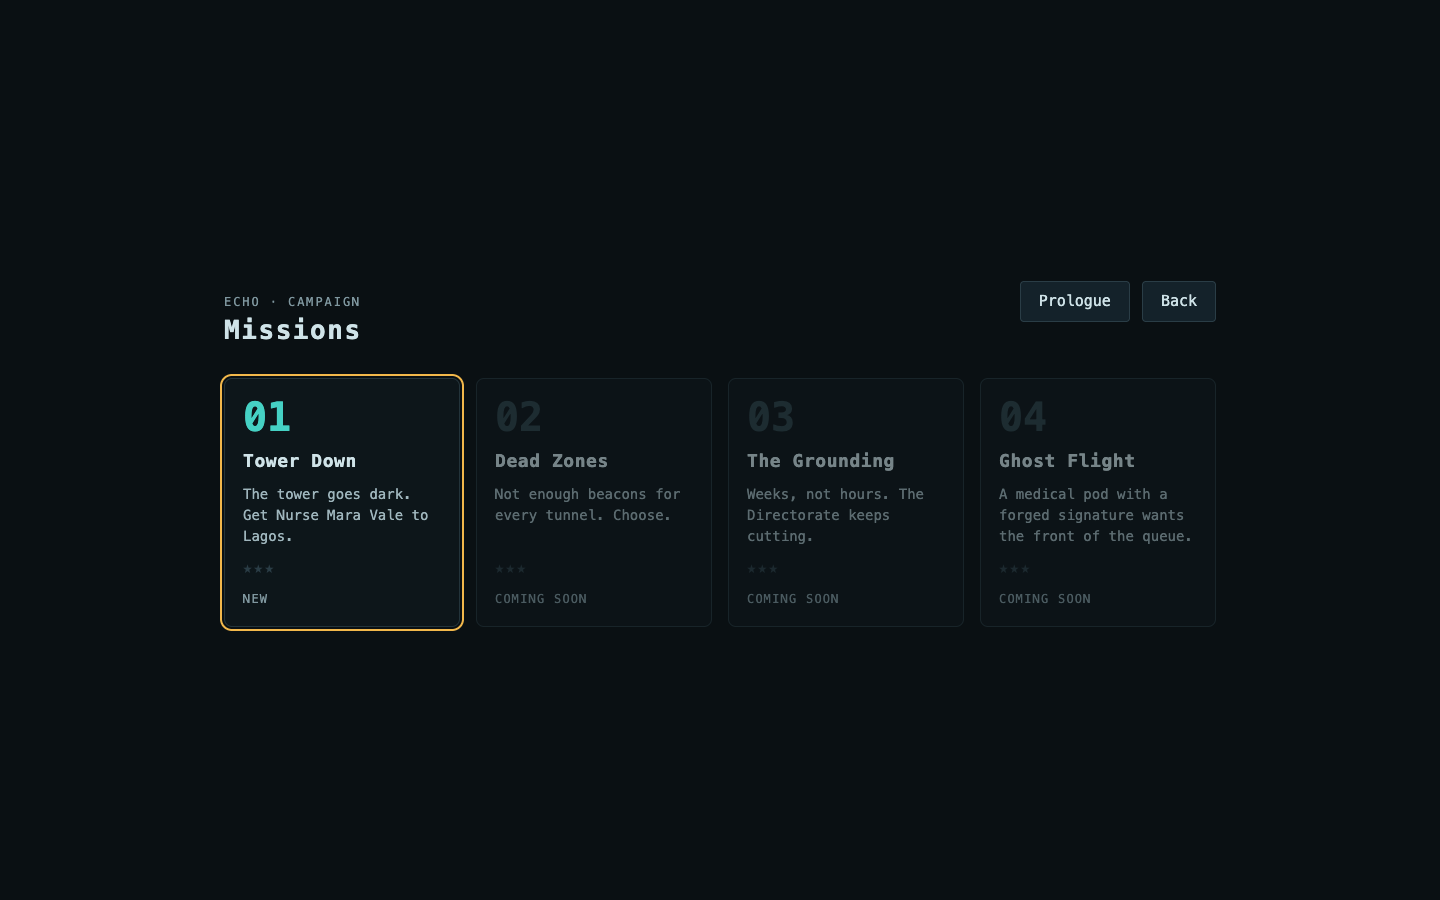 ECHO · CAMPAIGN
Missions
Prologue
Back
01
Tower Down
The tower goes dark.
Get Nurse Mara Vale to
Lagos.
★★★
NEW
02
Dead Zones
Not enough beacons for
every tunnel. Choose.
★★★
COMING SOON
03
The Grounding
Weeks, not hours. The
Directorate keeps
cutting.
★★★
COMING SOON
04
Ghost Flight
A medical pod with a
forged signature wants
the front of the queue.
★★★
COMING SOON